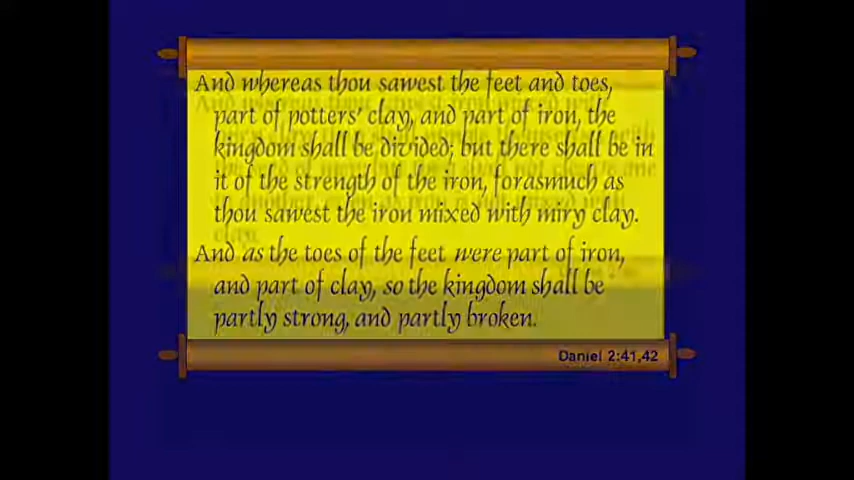 And whereas thou sawest the feet and toes,
part of potters' clay, and part of iron, the
kingdom shall be divided; but there shall be in
it of the strength of the iron, forasmuch as
thou sawest the iron mixed with miry clay.
And as the toes of the feet were part of iron,
and part of clay, so the kingdom shall be
partly strong, and partly broken.
Daniel 2:41,42